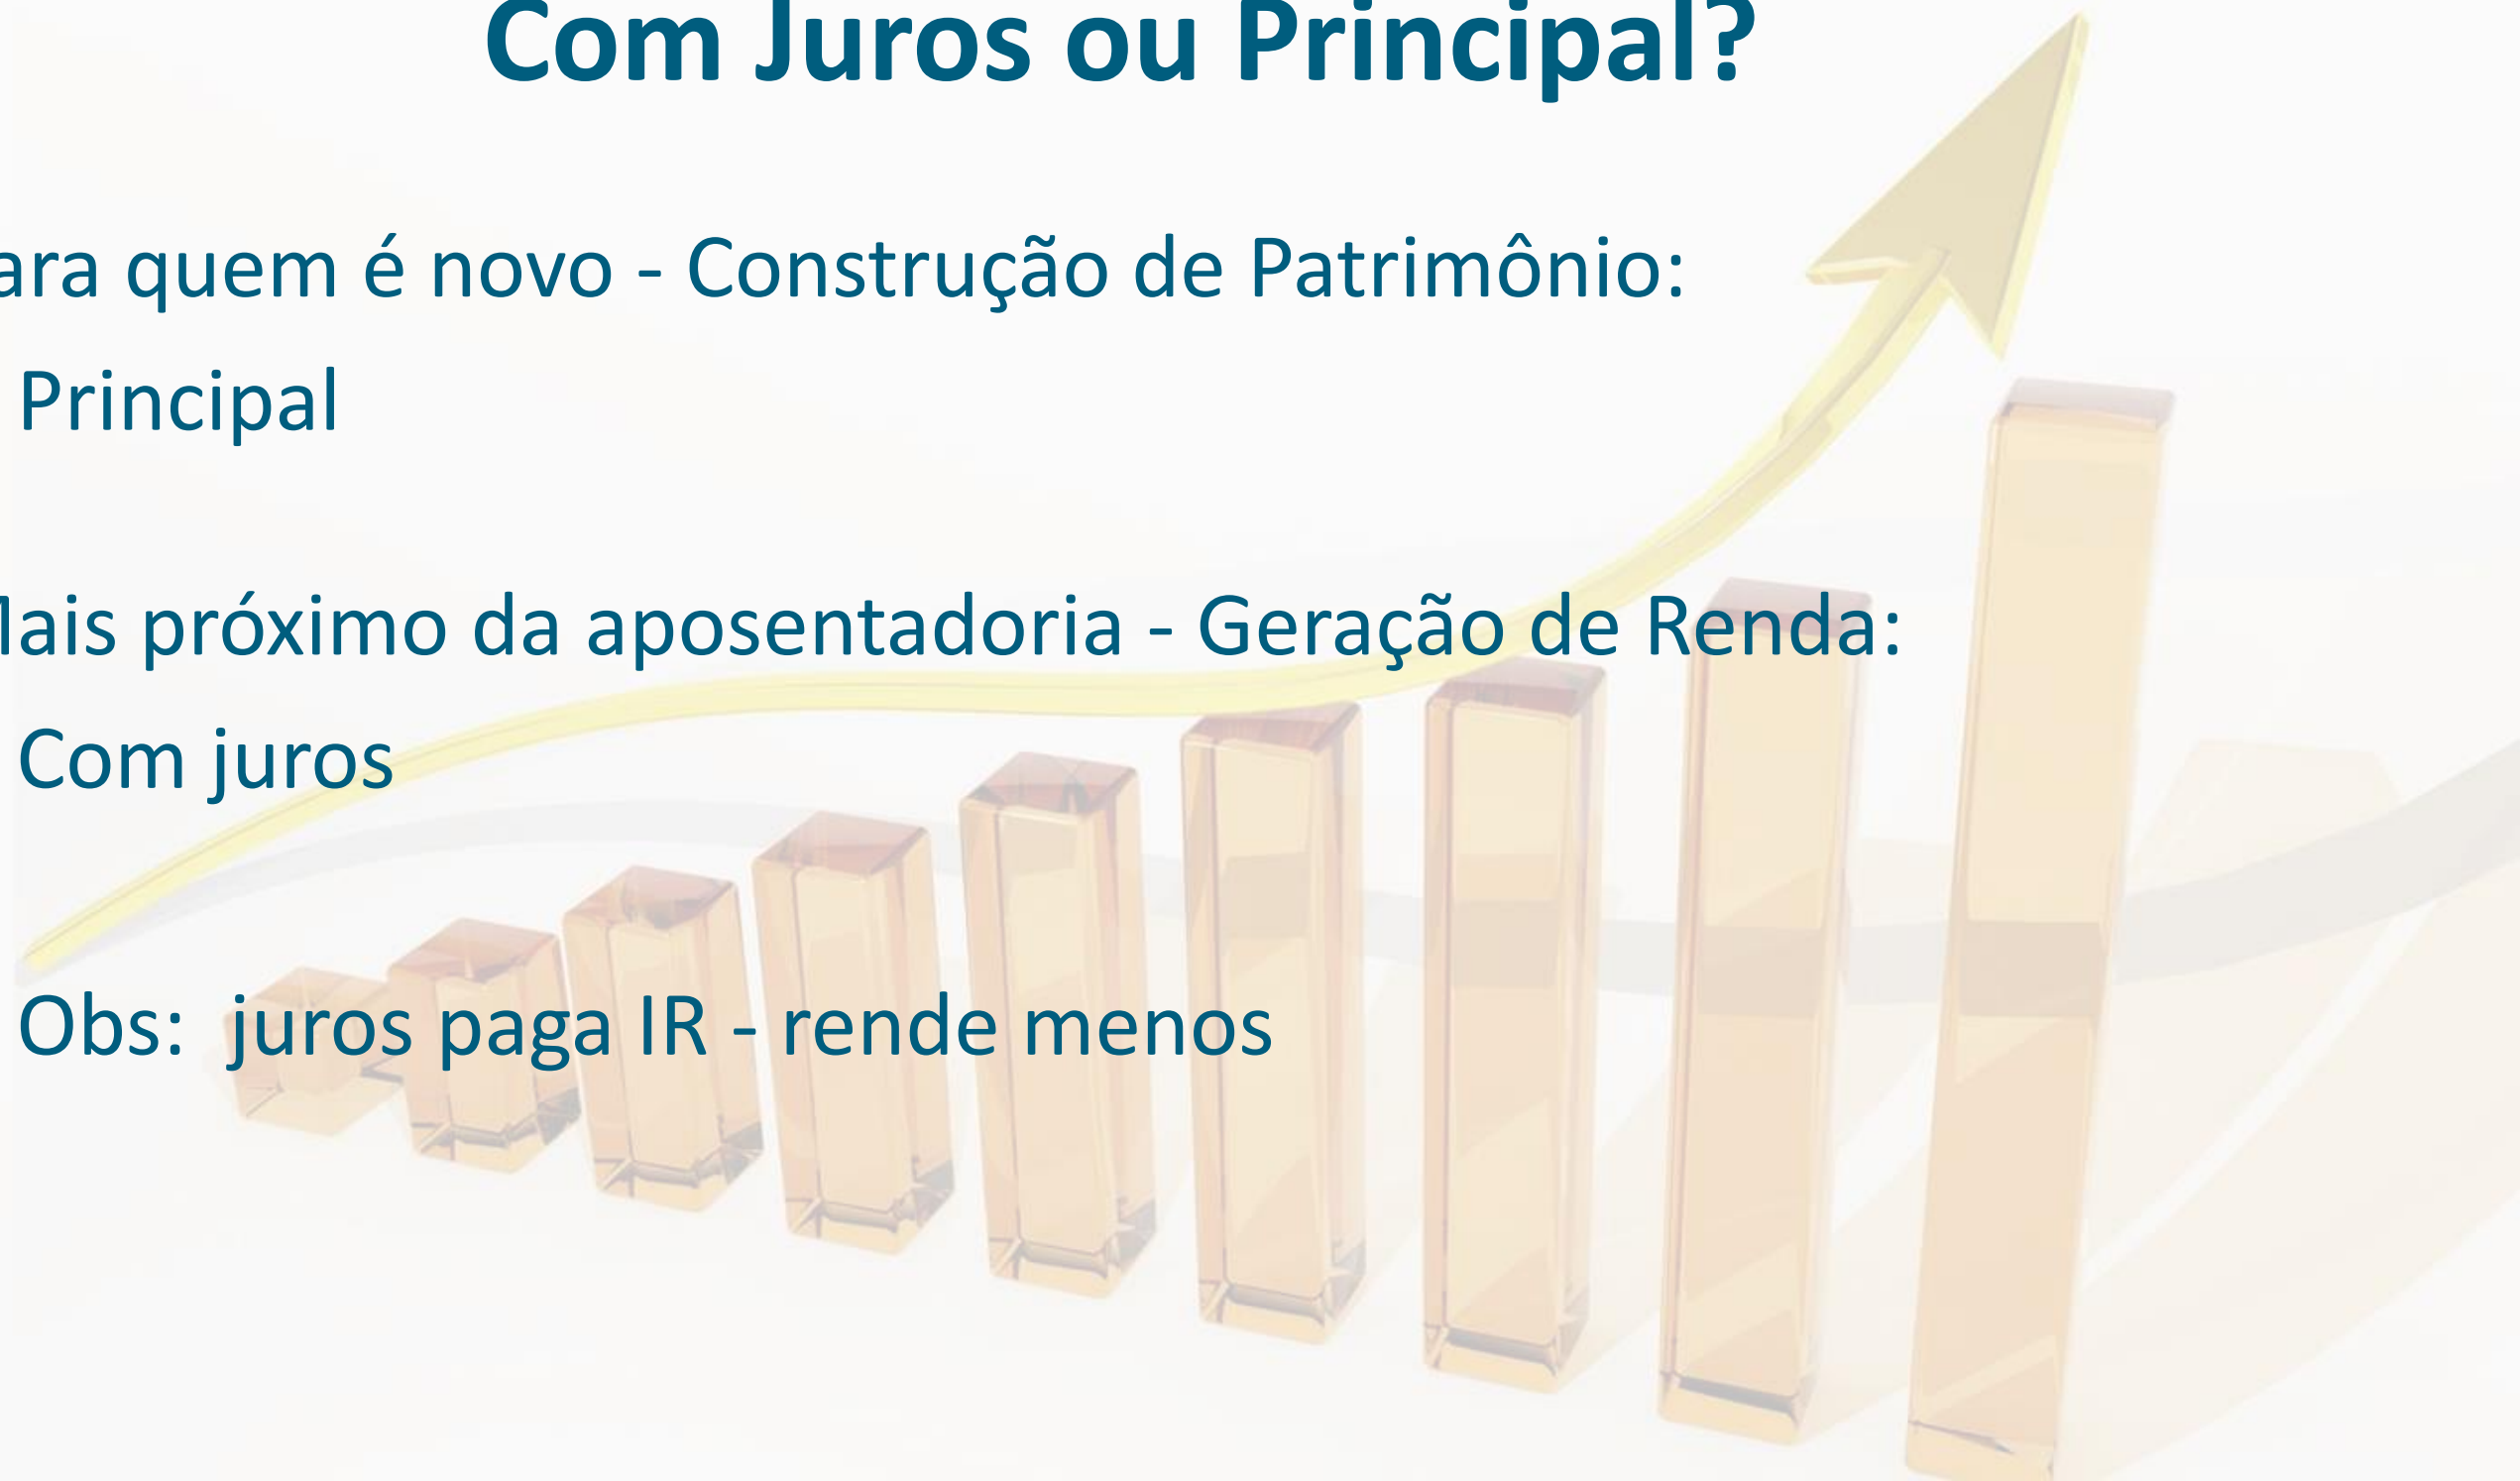 Com Juros ou Principal?
ara quem é novo - Construção de Patrimônio:
Principal
ais próximo da aposentadoria - Geração de Renda:
Com juros
Obs: juros paga IR - rende menos